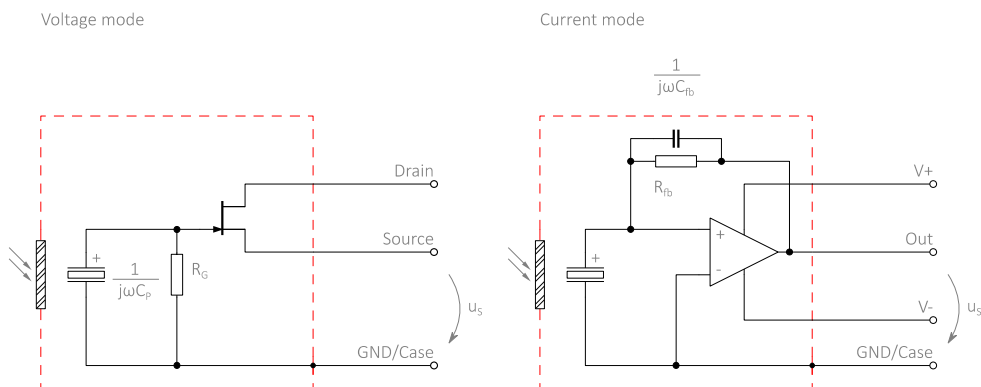 Voltage mode
Current mode
1
jωC_fb
Drain
V+
R_fb
+
Source
+
Out
+
1
jωC_P
R_G
+
-
u_S
V-
u_S
GND/Case
GND/Case